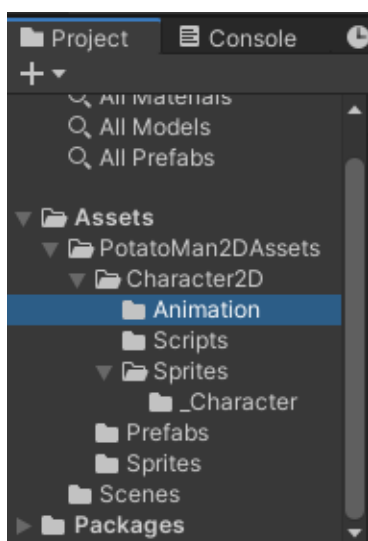 Project Console
All Materials
All Models
All Prefabs
Assets
PotatoMan2DAssets
Character2D
Animation
Scripts
Sprites
_Character
Prefabs
Sprites
Scenes
Packages